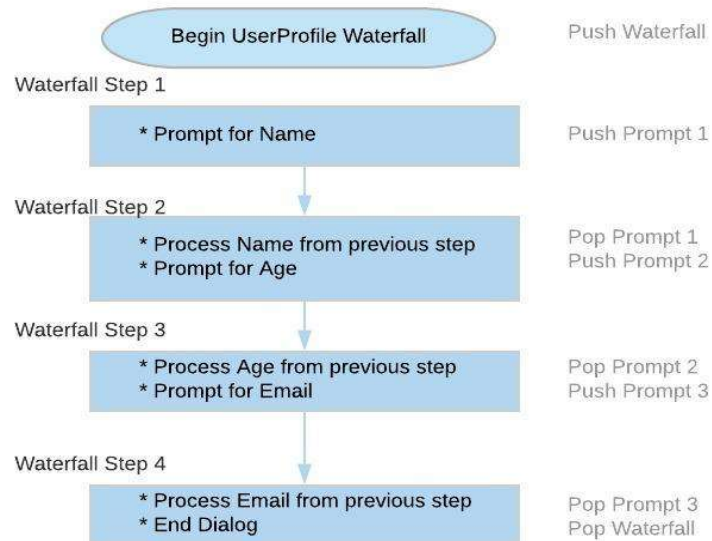 Begin UserProfile Waterfall
Push Waterfall
Waterfall Step 1
* Prompt for Name
Push Prompt 1
Waterfall Step 2
* Process Name from previous step
* Prompt for Age
Pop Prompt 1
Push Prompt 2
Waterfall Step 3
* Process Age from previous step
* Prompt for Email
Pop Prompt 2
Push Prompt 3
Waterfall Step 4
* Process Email from previous step
* End Dialog
Pop Prompt 3
Pop Waterfall